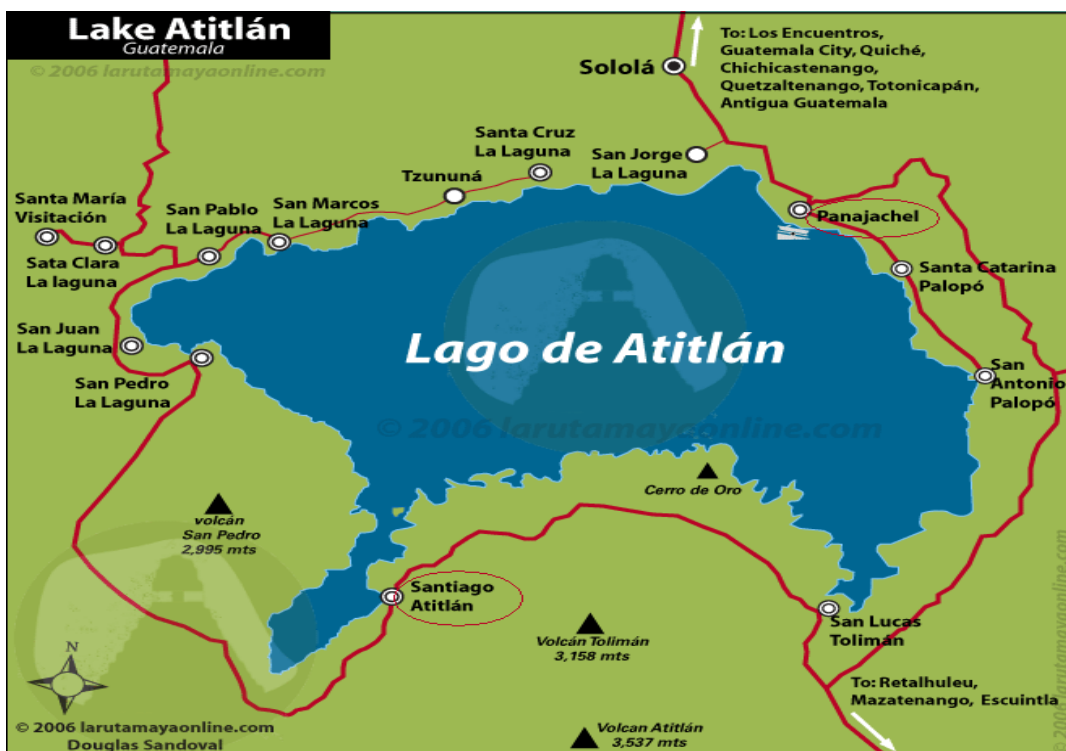 Lake Atitlán
Guatemala
© 2006 larutamayaonline.com
To: Los Encuentros,
Guatemala City, Quiché,
Chichicastenango,
Quetzaltenango, Totonicapán,
Antigua Guatemala
Sololá
Santa Cruz
La Laguna
San Jorge
La Laguna
Tzununá
Santa María
Visitación
San Pablo
La Laguna
San Marcos
La Laguna
Panajachel
Sata Clara
La laguna
Santa Catarina
Palopó
San Juan
La Laguna
Lago de Atitlán
San Pedro
La Laguna
San
Antonio
Palopó
© 2006 larutamayaonline.com
Cerro de Oro
volcán
San Pedro
2,995 mts
Santiago
Atitlán
San Lucas
Tolimán
Volcán Tolimán
3,158 mts
N
To: Retalhuleu,
Mazatenango, Escuintla
© 2006 larutamayaonline.com
Douglas Sandoval
Volcan Atitlán
3,537 mts
© 2006 larutamayaonline.com